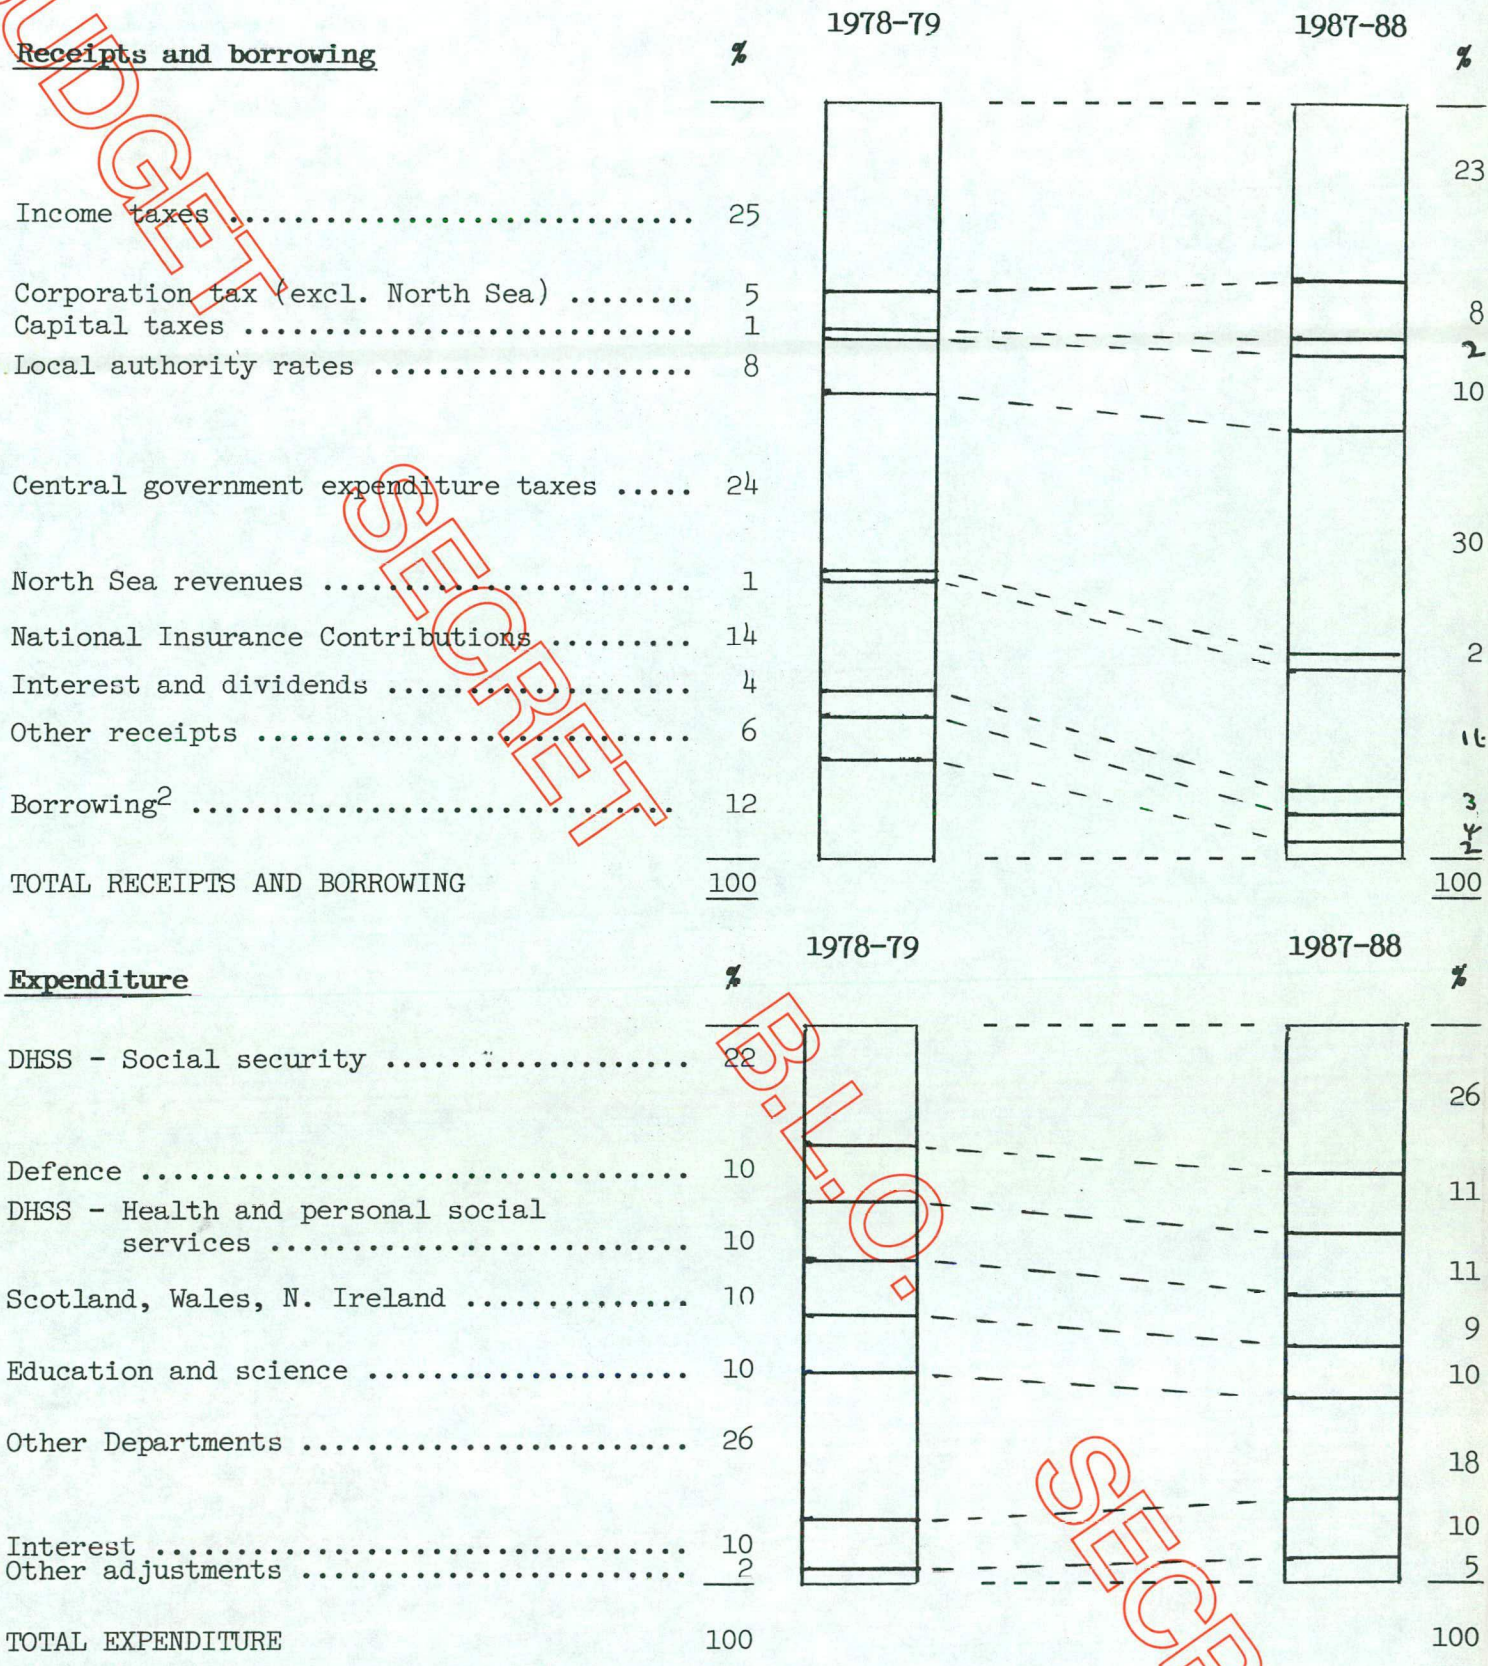 1978-79 1987-88
Receipts and borrowing % %
23
Income taxes .............................. 25
Corporation tax (excl. North Sea) ........ 5
8
Capital taxes ............................ 1
2
Local authority rates .................... 8
10
Central government expenditure taxes ..... 24
30
North Sea revenues ....................... 1
National Insurance Contributions ......... 14
2
Interest and dividends ................... 4
Other receipts ........................... 6
Borrowing2 .............................. 12
3
4
2
TOTAL RECEIPTS AND BORROWING 100 100
1978-79 1987-88
Expenditure % %
DHSS - Social security ................... 22
26
Defence .................................. 10
11
DHSS - Health and personal social
services .......................... 10
11
Scotland, Wales, N. Ireland .............. 10
9
Education and science .................... 10 10
Other Departments ........................ 26
18
10
Interest ................................. 10
Other adjustments ........................ 2 5
TOTAL EXPENDITURE 100 100
SECRET
B.L.O.